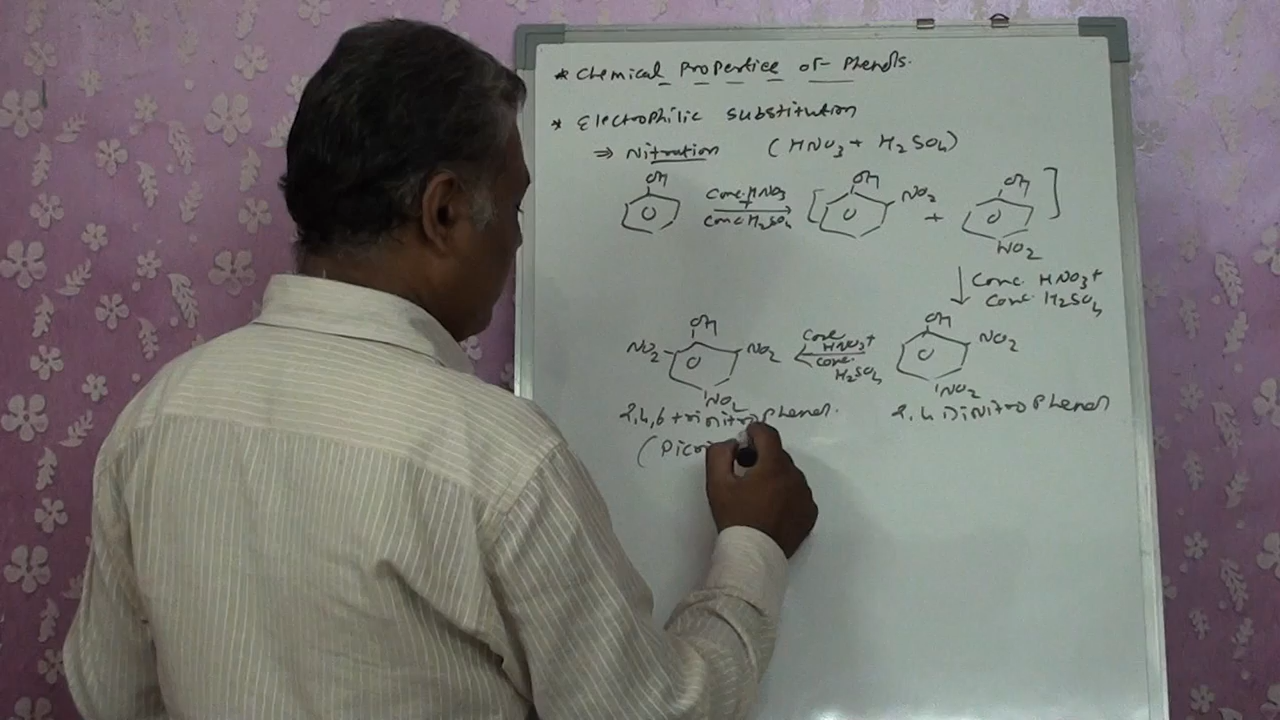 * Chemical Properties of Phenols.
* Electrophilic substitution
⇒ Nitration (HNO3 + H2SO4)
OH OH OH
Conc. HNO3 NO2
+ +
Conc H2SO4
NO2
Conc. HNO3 +
Conc. H2SO4
OH OH
NO2 NO2 Conc. HNO3 + NO2
Conc. H2SO4
NO2 NO2
2,4,6 trinitrophenol. 2,4 Dinitrophenol
(Picri